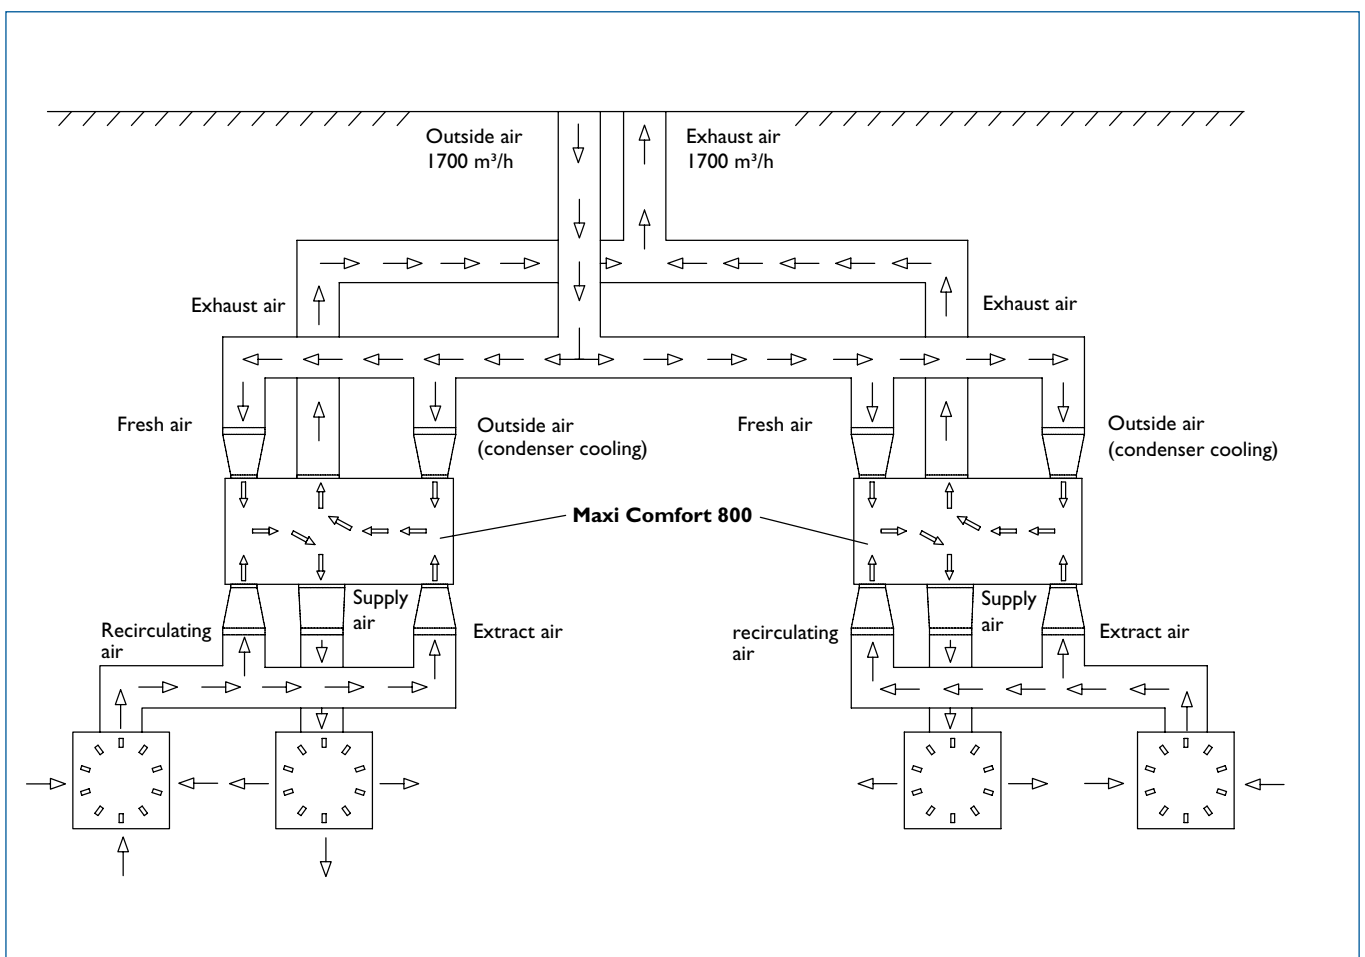 Outside air
1700 m³/h
Exhaust air
1700 m³/h
Exhaust air
Exhaust air
Fresh air
Outside air
(condenser cooling)
Fresh air
Outside air
(condenser cooling)
Maxi Comfort 800
Recirculating
air
Supply
air
Extract air
recirculating
air
Supply
air
Extract air